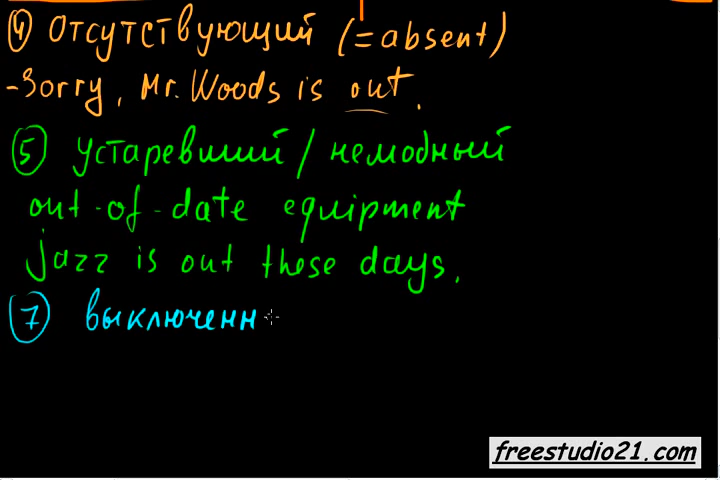 ④ Отсутствующий (=absent)
-Sorry, Mr. Woods is out.
⑤ устаревший / немодный
out-of-date equipment
jazz is out these days.
⑦ выключенн
freestudio21.com